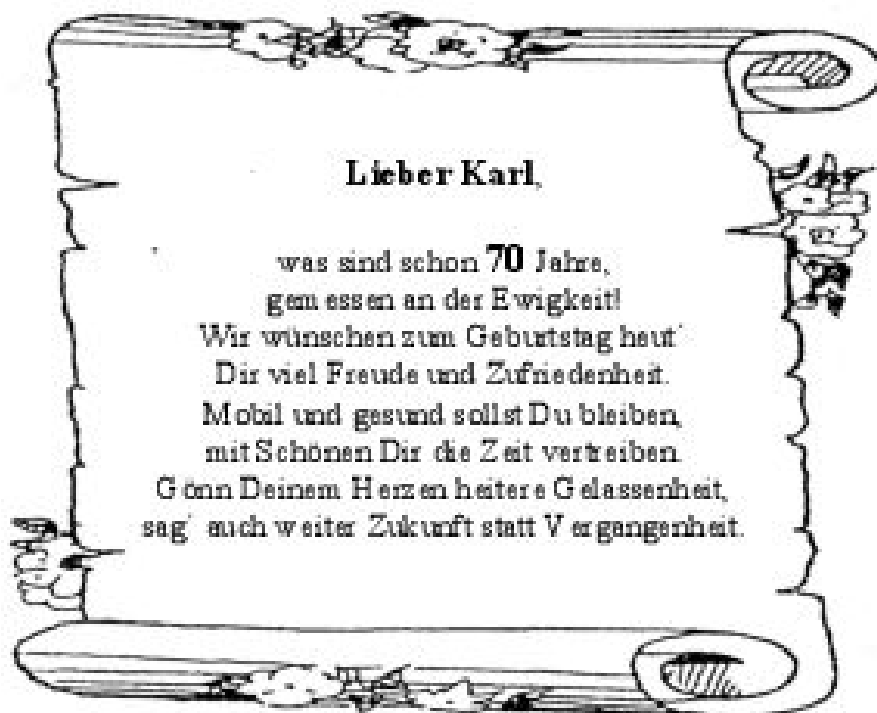 Lieber Karl,
was sind schon 70 Jahre,
gemessen an der Ewigkeit!
Wir wünschen zum Geburtstag heut'
Dir viel Freude und Zufriedenheit.
Mobil und gesund sollst Du bleiben,
mit Schönen Dir die Zeit vertreiben.
Gönn Deinem Herzen heitere Gelassenheit,
sag' auch weiter Zukunft statt Vergangenheit.